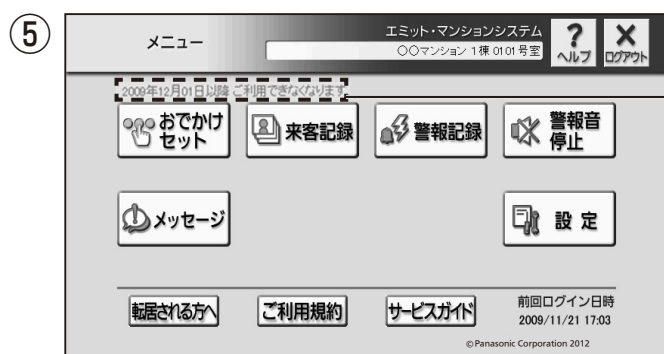 ⑤
メニュー
エミット・マンションシステム
〇〇マンション 1棟 0101 号室
?
ヘルプ
×
ログアウト
2009年12月01日以降 ご利用できなくなります
おでかけ
セット
来客記録
警報記録
警報音
停止
メッセージ
設 定
転居される方へ
ご利用規約
サービスガイド
前回ログイン日時
2009/11/21 17:03
© Panasonic Corporation 2012